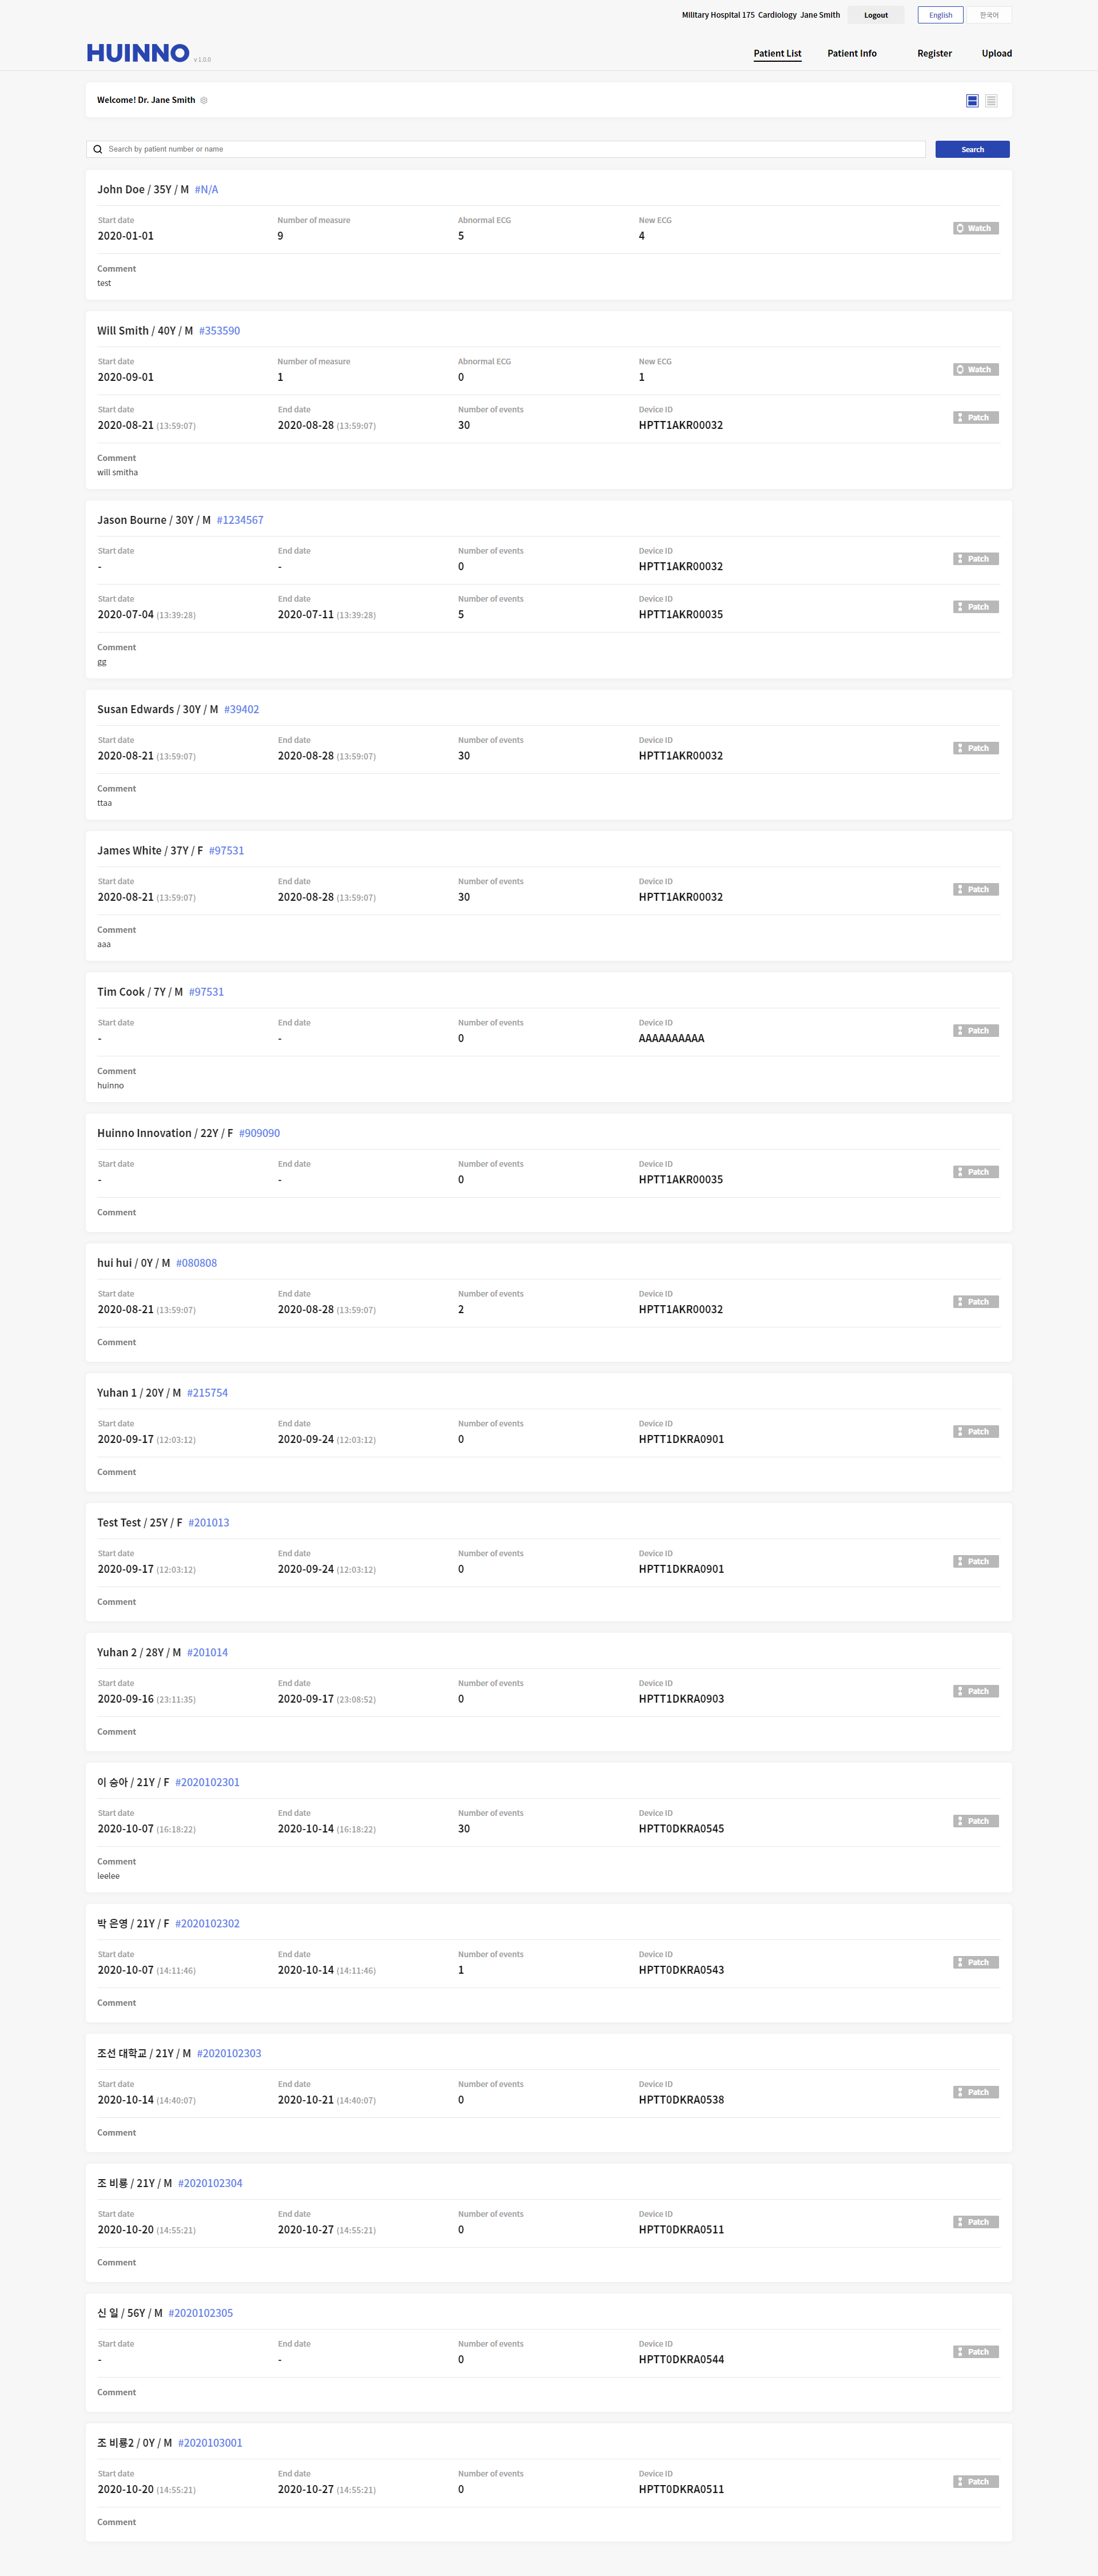 Military Hospital 175 Cardiology Jane Smith Logout English 한국어
HUINNO v 1.0.0 Patient List Patient Info Register Upload
Welcome! Dr. Jane Smith
Search by patient number or name Search
John Doe / 35Y / M #N/A
Start date Number of measure Abnormal ECG New ECG
2020-01-01 9 5 4 Watch
Comment
test
Will Smith / 40Y / M #353590
Start date Number of measure Abnormal ECG New ECG
2020-09-01 1 0 1 Watch
Start date End date Number of events Device ID
2020-08-21 (13:59:07) 2020-08-28 (13:59:07) 30 HPTT1AKR00032 Patch
Comment
will smitha
Jason Bourne / 30Y / M #1234567
Start date End date Number of events Device ID
- - 0 HPTT1AKR00032 Patch
Start date End date Number of events Device ID
2020-07-04 (13:39:28) 2020-07-11 (13:39:28) 5 HPTT1AKR00035 Patch
Comment
gg
Susan Edwards / 30Y / M #39402
Start date End date Number of events Device ID
2020-08-21 (13:59:07) 2020-08-28 (13:59:07) 30 HPTT1AKR00032 Patch
Comment
ttaa
James White / 37Y / F #97531
Start date End date Number of events Device ID
2020-08-21 (13:59:07) 2020-08-28 (13:59:07) 30 HPTT1AKR00032 Patch
Comment
aaa
Tim Cook / 7Y / M #97531
Start date End date Number of events Device ID
- - 0 AAAAAAAAAA Patch
Comment
huinno
Huinno Innovation / 22Y / F #909090
Start date End date Number of events Device ID
- - 0 HPTT1AKR00035 Patch
Comment
hui hui / 0Y / M #080808
Start date End date Number of events Device ID
2020-08-21 (13:59:07) 2020-08-28 (13:59:07) 2 HPTT1AKR00032 Patch
Comment
Yuhan 1 / 20Y / M #215754
Start date End date Number of events Device ID
2020-09-17 (12:03:12) 2020-09-24 (12:03:12) 0 HPTT1DKRA0901 Patch
Comment
Test Test / 25Y / F #201013
Start date End date Number of events Device ID
2020-09-17 (12:03:12) 2020-09-24 (12:03:12) 0 HPTT1DKRA0901 Patch
Comment
Yuhan 2 / 28Y / M #201014
Start date End date Number of events Device ID
2020-09-16 (23:11:35) 2020-09-17 (23:08:52) 0 HPTT1DKRA0903 Patch
Comment
이 승아 / 21Y / F #2020102301
Start date End date Number of events Device ID
2020-10-07 (16:18:22) 2020-10-14 (16:18:22) 30 HPTT0DKRA0545 Patch
Comment
leelee
박 은영 / 21Y / F #2020102302
Start date End date Number of events Device ID
2020-10-07 (14:11:46) 2020-10-14 (14:11:46) 1 HPTT0DKRA0543 Patch
Comment
조선 대학교 / 21Y / M #2020102303
Start date End date Number of events Device ID
2020-10-14 (14:40:07) 2020-10-21 (14:40:07) 0 HPTT0DKRA0538 Patch
Comment
조 비룡 / 21Y / M #2020102304
Start date End date Number of events Device ID
2020-10-20 (14:55:21) 2020-10-27 (14:55:21) 0 HPTT0DKRA0511 Patch
Comment
신 일 / 56Y / M #2020102305
Start date End date Number of events Device ID
- - 0 HPTT0DKRA0544 Patch
Comment
조 비룡2 / 0Y / M #2020103001
Start date End date Number of events Device ID
2020-10-20 (14:55:21) 2020-10-27 (14:55:21) 0 HPTT0DKRA0511 Patch
Comment